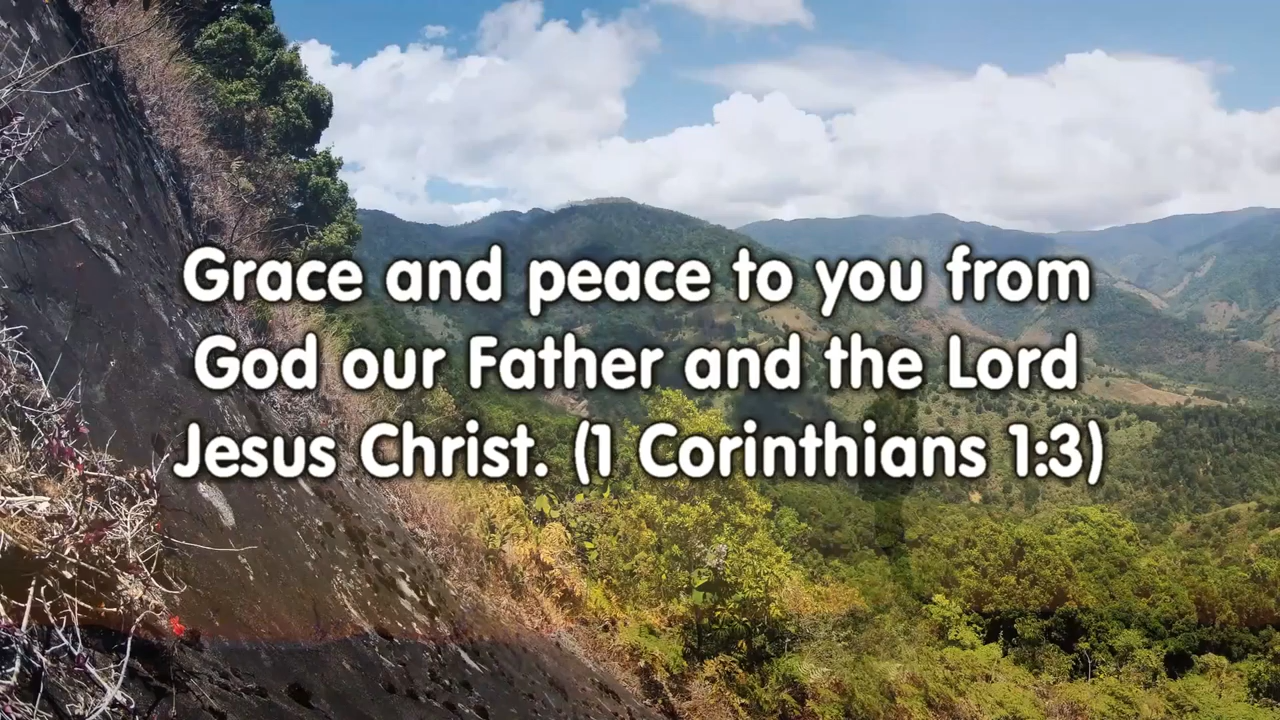 Grace and peace to you from
God our Father and the Lord
Jesus Christ. (1 Corinthians 1:3)